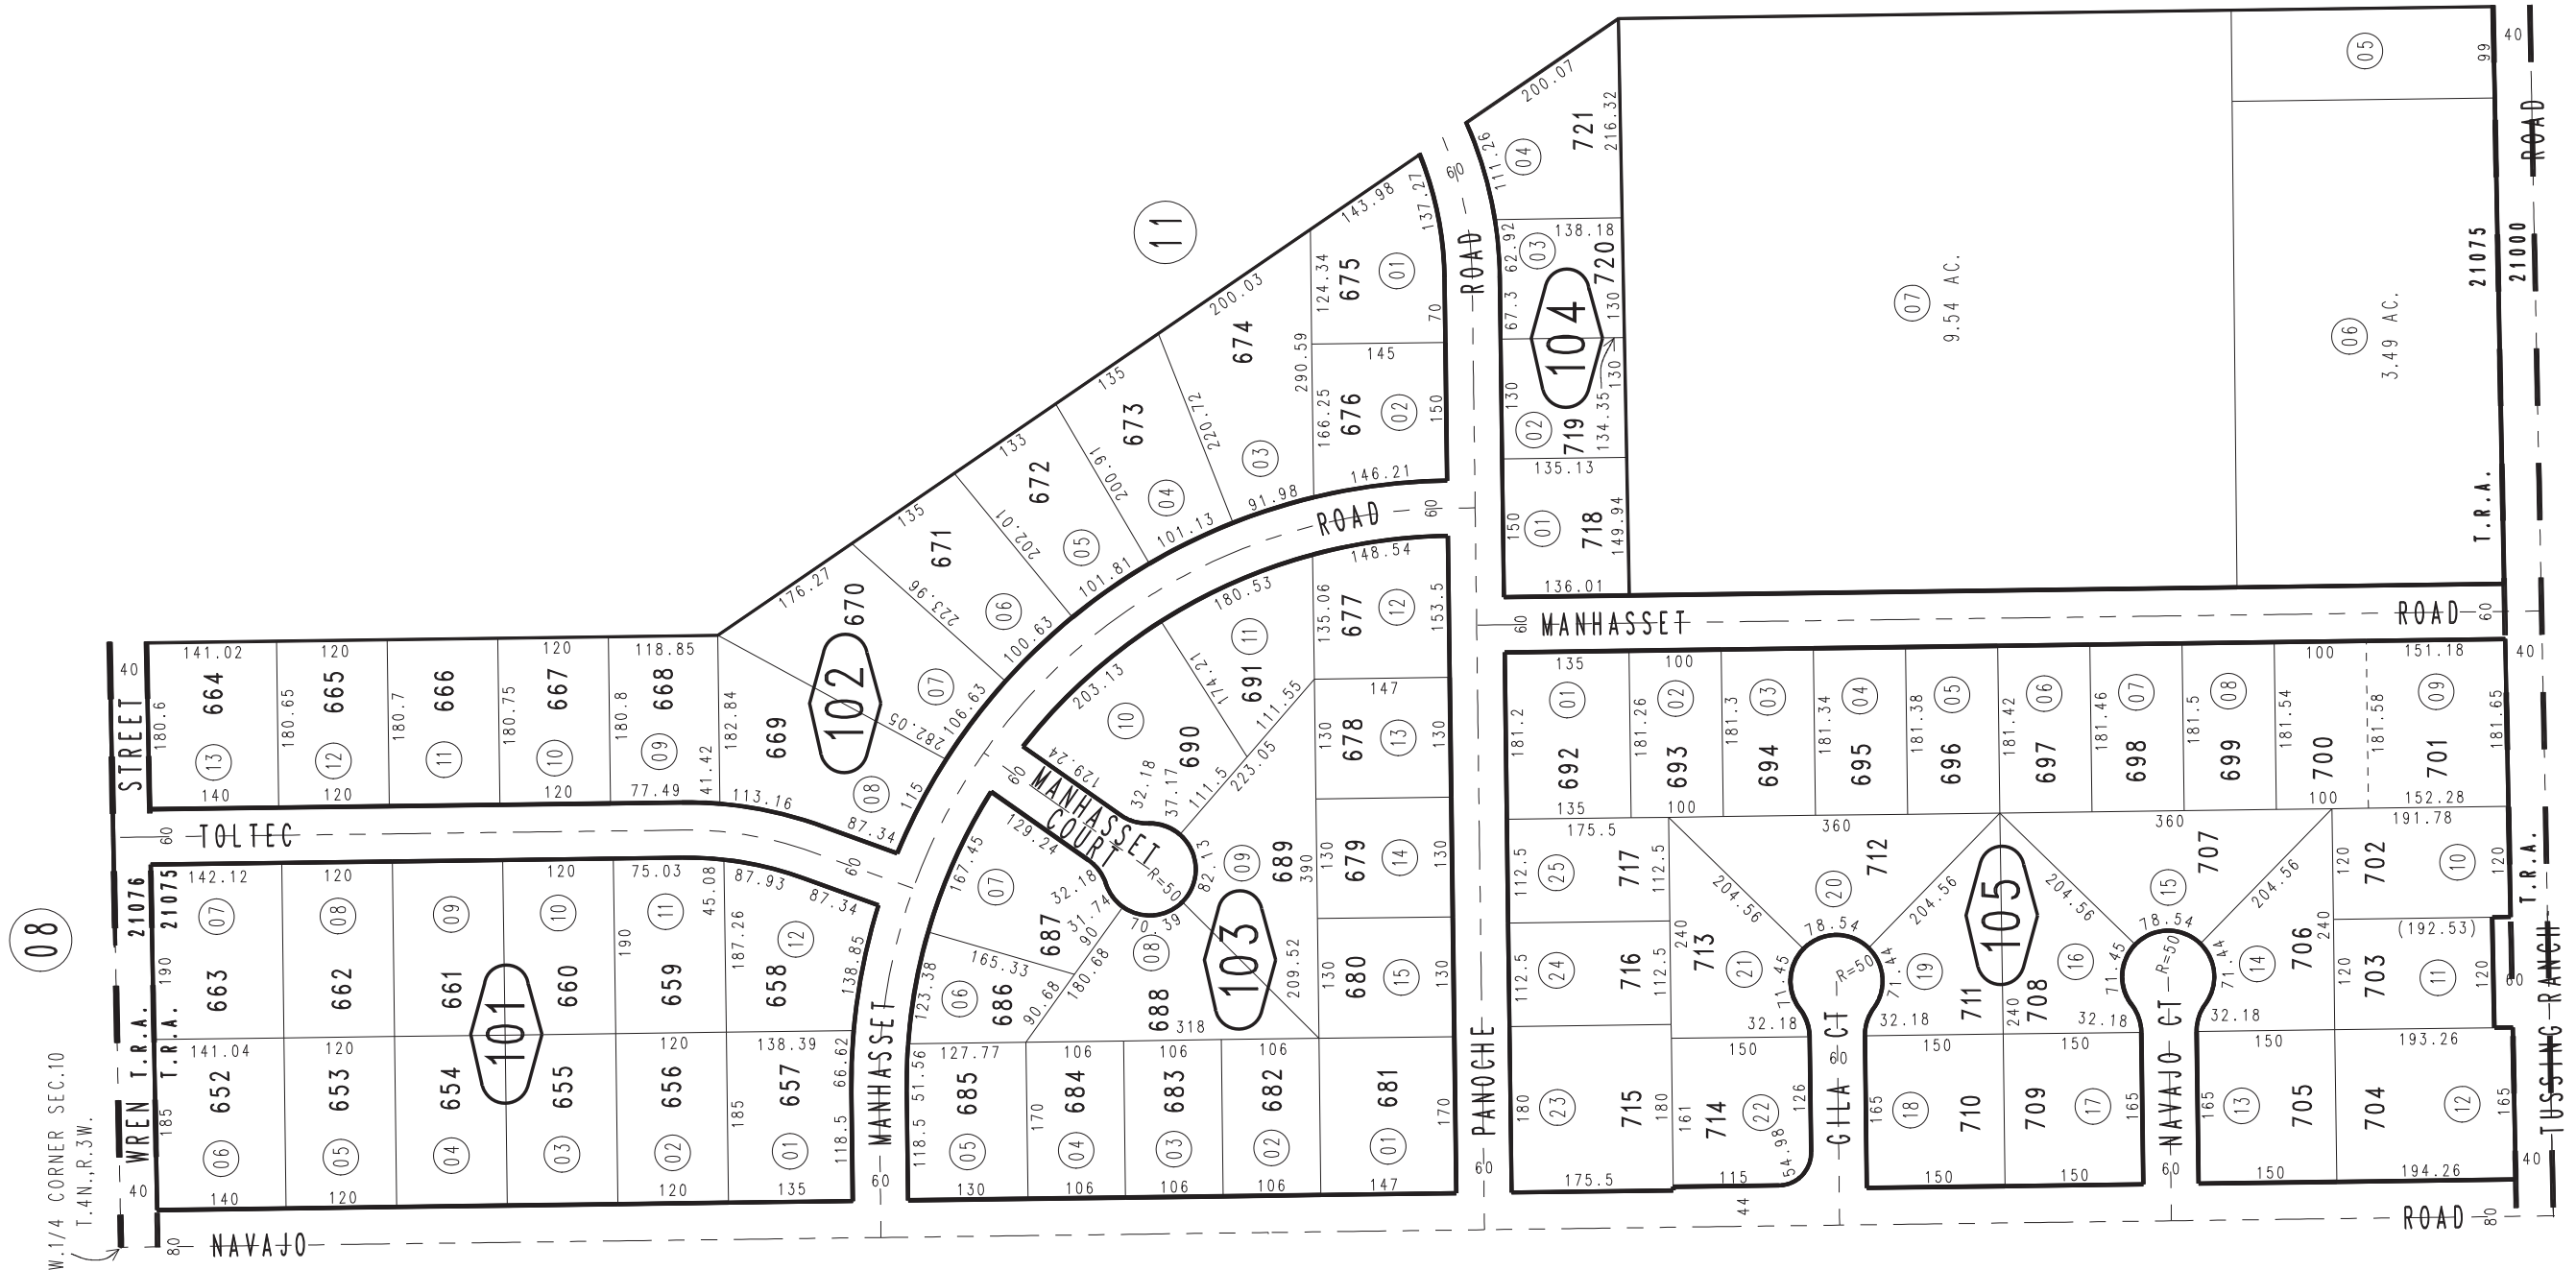 W.1/4 CORNER SEC.10
T.4N.,R.3W.
08
11
WREN STREET
T.R.A. 21076
T.R.A. 21075
40
40
80
NAVAJO ROAD
TOLTEC
60
60
MANHASSET ROAD
60
60
60
PANOCHE ROAD
60
60
MANHASSET COURT
60
R=50
MANHASSET ROAD
60
60
GILA CT
60
R=50
NAVAJO CT
60
R=50
TUSSING RANCH ROAD
T.R.A. 21075
21000
T.R.A.
40
40
60
40
80
44
101
652 06 141.04 185 140
653 05 120 120
654 04
655 03
656 02 120 120
657 01 138.39 185 135 118.5 66.62
658 12 187.26 138.85 87.34 87.93
659 11 75.03 45.08 190
660 10 120
661 09
662 08 120
663 07 142.12 190
102
664 13 141.02 180.6 140
665 12 120 180.65 120
666 11 180.7
667 10 120 180.75 120
668 09 118.85 180.8 77.49 41.42
669 08 182.84 113.16 87.34 115 282.05
670 07 176.27 106.63
671 06 135 223.96 100.63
672 05 133 202.01 101.81
673 04 135 200.91 101.13
674 03 200.03 220.72 91.98 290.59
675 01 143.98 124.34 137.27 70
676 02 145 166.25 150 146.21
103
677 12 148.54 135.06 153.5
678 13 147 130 130
679 14 130 130
680 15 130 130
681 01 170 147
682 02 106 106
683 03 106 106
684 04 106 170 106
685 05 127.77 118.5 51.56 130
686 06 123.38 165.33 90.68
687 07 167.45 129.24 32.18 31.74 90
688 08 180.68 70.39 318 209.52
689 09 82.13 223.05 390
690 10 203.13 129.24 32.18 37.17 111.5
691 11 180.53 174.21 111.55
104
718 01 135.13 150 149.94 136.01
719 02 130 134.35 130
720 03 138.18 62.92 67.3 130
721 04 200.07 111.26 216.32
05 99
06 3.49 AC.
07 9.54 AC.
105
692 01 135 181.2 135
693 02 100 181.26 100
694 03 181.3
695 04 181.34
696 05 181.38
697 06 181.42
698 07 181.46
699 08 181.5
700 100 181.54 100
701 09 151.18 181.58 181.65 152.28
702 10 191.78 120 120
703 11 (192.53) 120 120
704 12 193.26 165 194.26
705 13 150 165 150
706 14 240 204.56 71.44 32.18
707 15 360 78.54
708 16 204.56 71.45 32.18 240
709 17 150 165 150
710 18 150 165 150
711 19 204.56 71.44 32.18
712 20 360 78.54
713 21 204.56 71.45 32.18 240
714 22 150 161 126 54.98 115
715 23 180 180 175.5
716 24 112.5 112.5
717 25 175.5 112.5 112.5